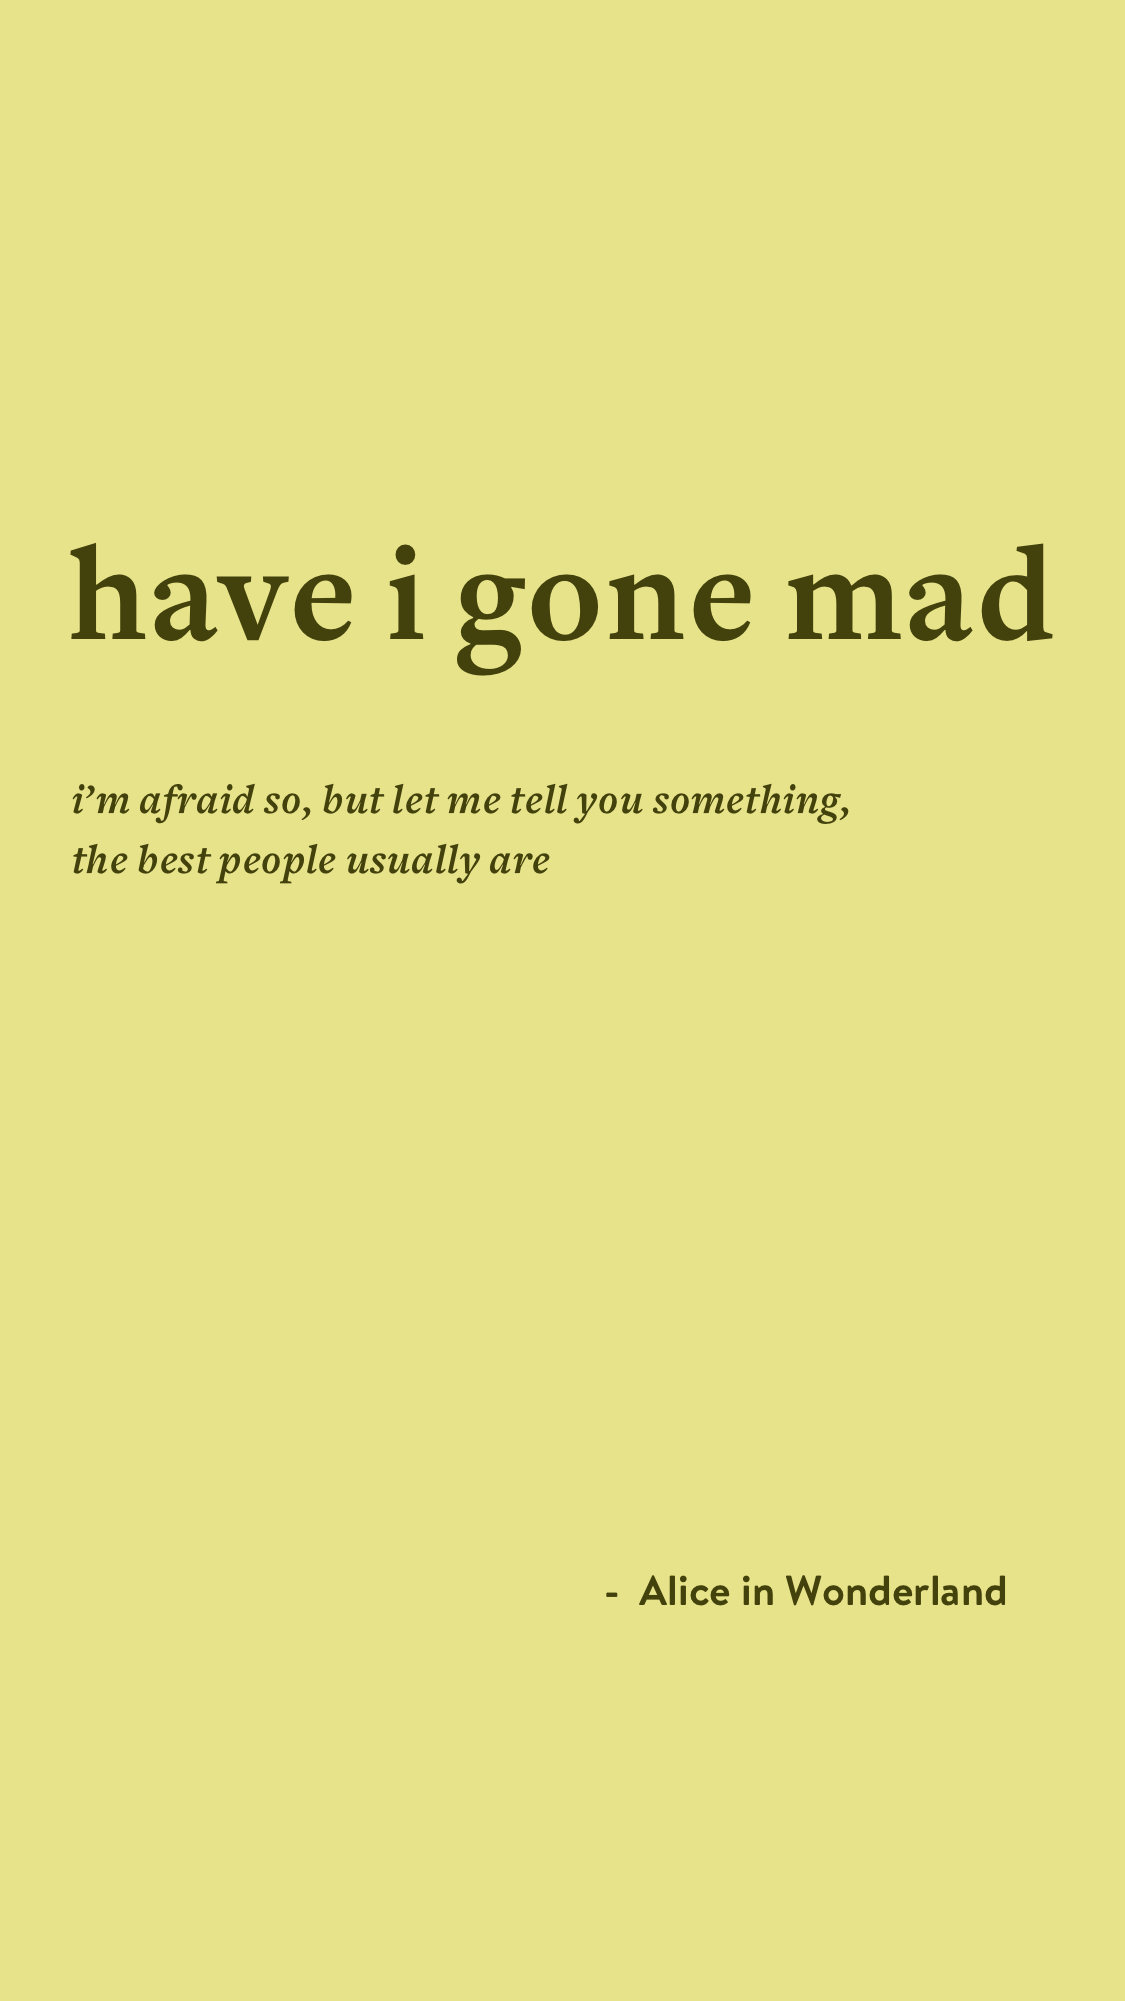 have i gone mad
i’m afraid so, but let me tell you something,
the best people usually are
- Alice in Wonderland